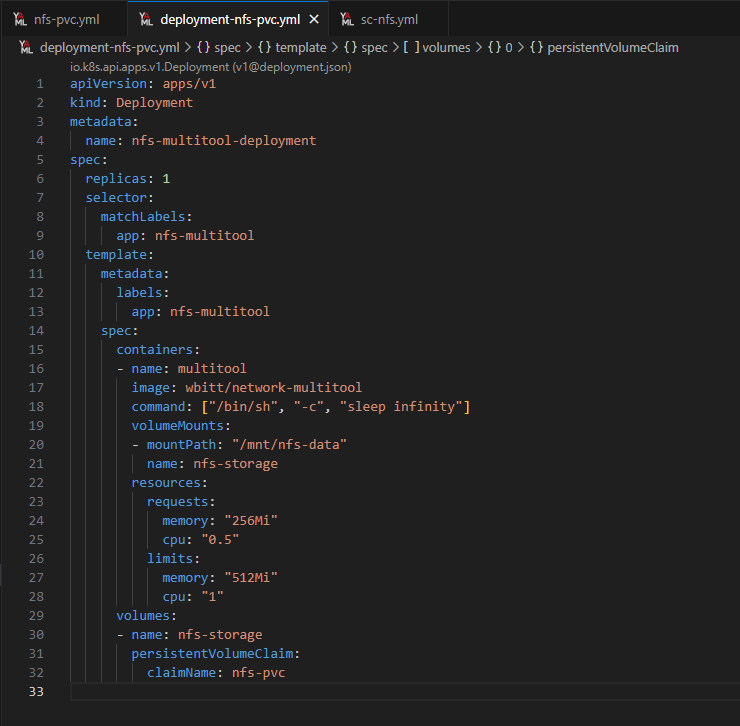 nfs-pvc.yml deployment-nfs-pvc.yml sc-nfs.yml
deployment-nfs-pvc.yml > {} spec > {} template > {} spec > [ ] volumes > {} 0 > {} persistentVolumeClaim
io.k8s.api.apps.v1.Deployment (v1@deployment.json)
1 apiVersion: apps/v1
2 kind: Deployment
3 metadata:
4   name: nfs-multitool-deployment
5 spec:
6   replicas: 1
7   selector:
8     matchLabels:
9       app: nfs-multitool
10   template:
11     metadata:
12       labels:
13         app: nfs-multitool
14     spec:
15       containers:
16       - name: multitool
17         image: wbitt/network-multitool
18         command: ["/bin/sh", "-c", "sleep infinity"]
19         volumeMounts:
20         - mountPath: "/mnt/nfs-data"
21           name: nfs-storage
22         resources:
23           requests:
24             memory: "256Mi"
25             cpu: "0.5"
26           limits:
27             memory: "512Mi"
28             cpu: "1"
29       volumes:
30       - name: nfs-storage
31         persistentVolumeClaim:
32           claimName: nfs-pvc
33